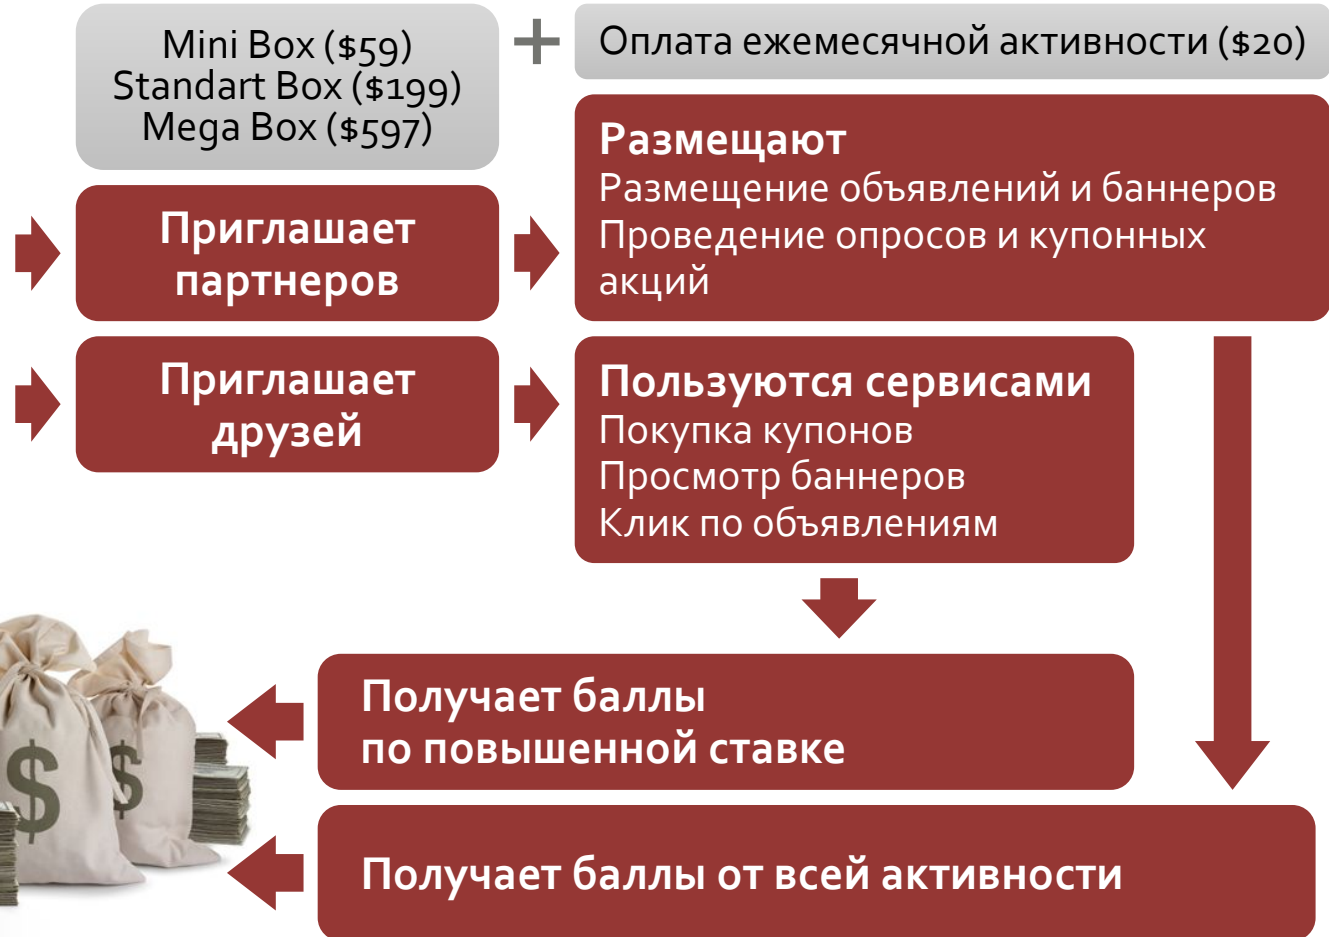 Mini Box ($59)
Standart Box ($199)
Mega Box ($597)
+
Оплата ежемесячной активности ($20)
Приглашает
партнеров
Размещают
Размещение объявлений и баннеров
Проведение опросов и купонных
акций
Приглашает
друзей
Пользуются сервисами
Покупка купонов
Просмотр баннеров
Клик по объявлениям
Получает баллы
по повышенной ставке
Получает баллы от всей активности
$
$